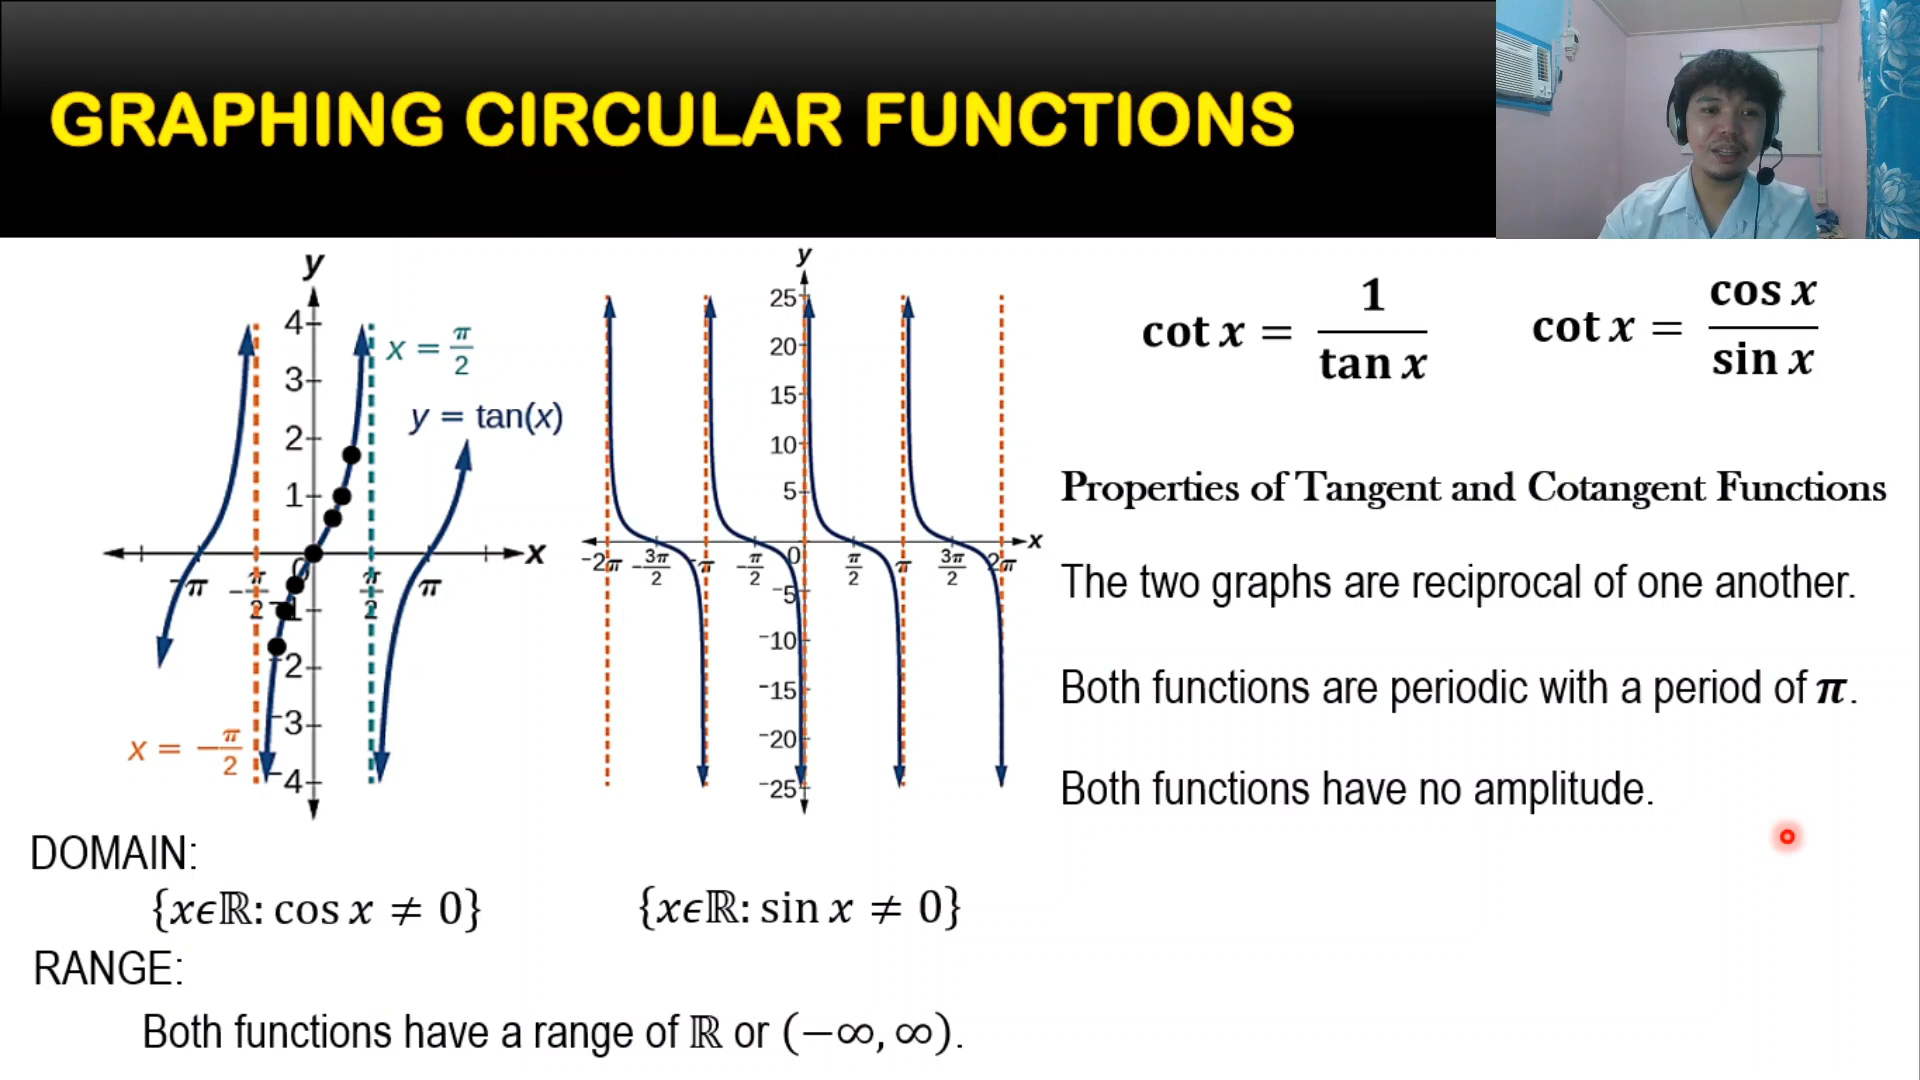 GRAPHING CIRCULAR FUNCTIONS
y
4
3
2
1
0
-1
-2
-3
-4
x
-π
-π/2
π/2
π
x = π/2
y = tan(x)
x = -π/2
y
25
20
15
10
5
0
-5
-10
-15
-20
-25
x
-2π
-3π/2
-π
-π/2
π/2
π
3π/2
2π
cot x = 1/tan x
cot x = cos x/sin x
Properties of Tangent and Cotangent Functions
The two graphs are reciprocal of one another.
Both functions are periodic with a period of π.
Both functions have no amplitude.
DOMAIN:
{xϵℝ: cos x ≠ 0}
{xϵℝ: sin x ≠ 0}
RANGE:
Both functions have a range of ℝ or (−∞, ∞).